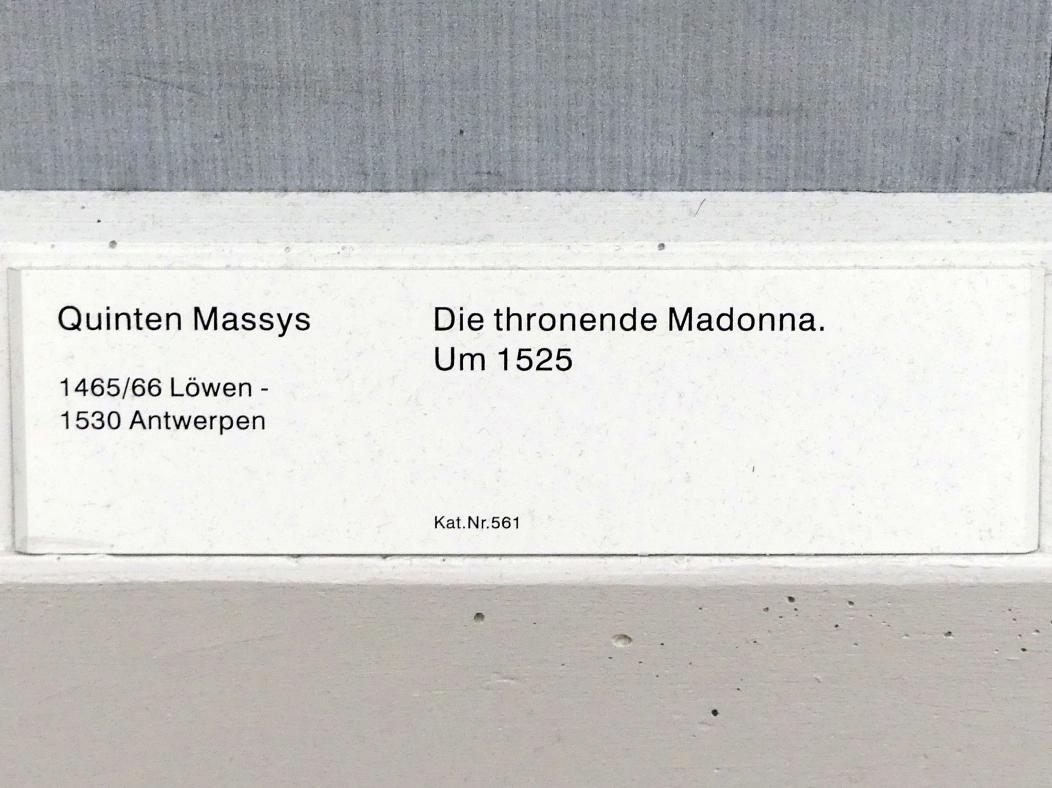 Quinten Massys
1465/66 Löwen -
1530 Antwerpen
Die thronende Madonna.
Um 1525
Kat.Nr.561